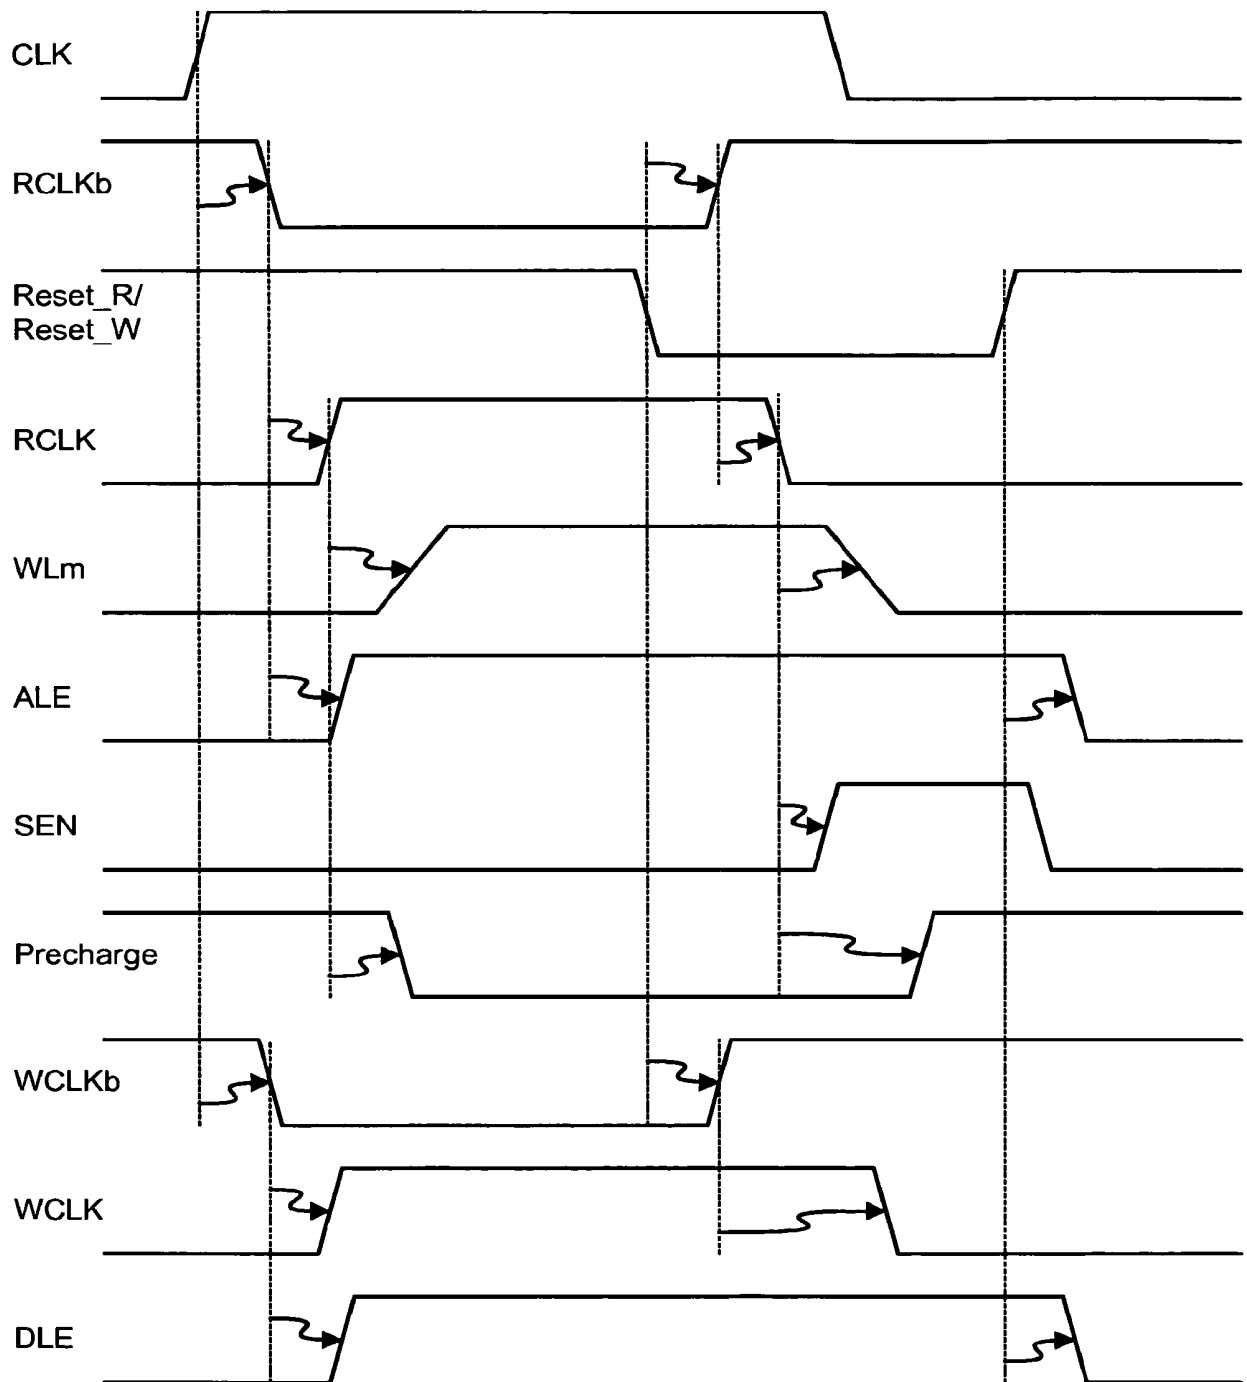 CLK
RCLKb
Reset_R/
Reset_W
RCLK
WLm
ALE
SEN
Precharge
WCLKb
WCLK
DLE